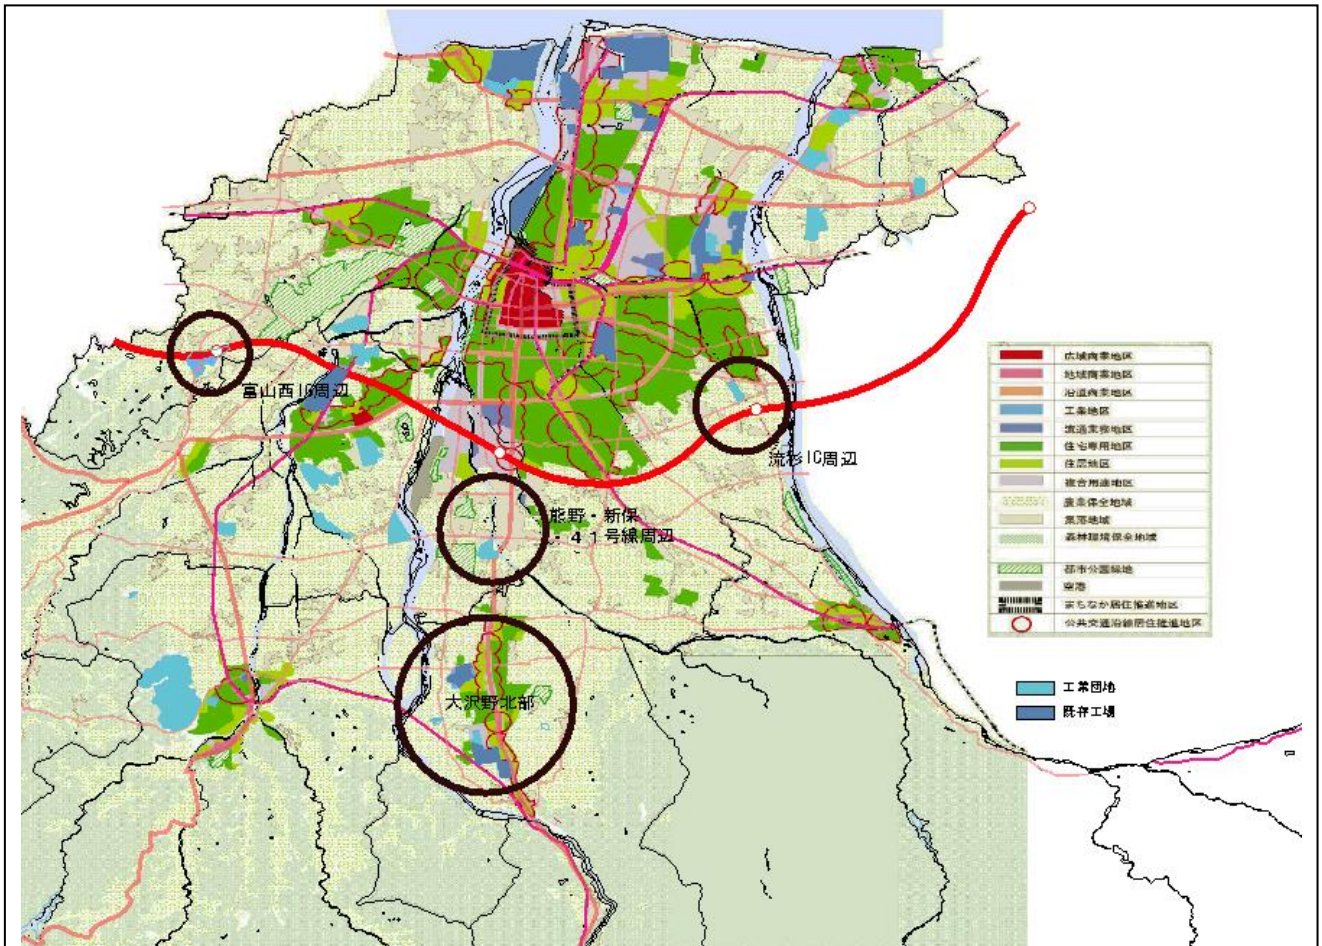 富山西IC周辺
流杉IC周辺
熊野・新保
・41号線周辺
大沢野北部
広域商業地区
地域商業地区
沿道商業地区
工業地区
流通業務地区
住宅専用地区
住居地区
複合用途地区
農業保全地域
集落地域
森林環境保全地域
都市公園緑地
空港
まちなか居住推進地区
公共交通沿線居住推進地区
工業団地
既存工場